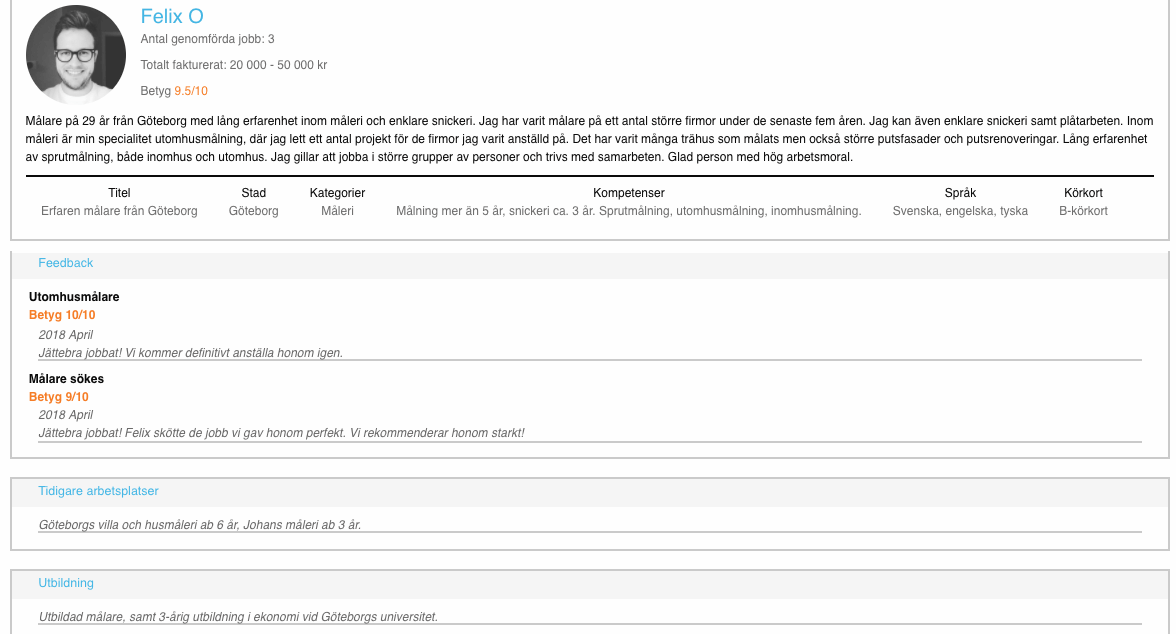 Felix O
Antal genomförda jobb: 3
Totalt fakturerat: 20 000 - 50 000 kr
Betyg 9.5/10
Målare på 29 år från Göteborg med lång erfarenhet inom måleri och enklare snickeri. Jag har varit målare på ett antal större firmor under de senaste fem åren. Jag kan även enklare snickeri samt plåtarbeten. Inom
måleri är min specialitet utomhusmålning, där jag lett ett antal projekt för de firmor jag varit anställd på. Det har varit många trähus som målats men också större putsfasader och putsrenoveringar. Lång erfarenhet
av sprutmålning, både inomhus och utomhus. Jag gillar att jobba i större grupper av personer och trivs med samarbeten. Glad person med hög arbetsmoral.
Titel Stad Kategorier Kompetenser Språk Körkort
Erfaren målare från Göteborg Göteborg Måleri Målning mer än 5 år, snickeri ca. 3 år. Sprutmålning, utomhusmålning, inomhusmålning. Svenska, engelska, tyska B-körkort
Feedback
Utomhusmålare
Betyg 10/10
2018 April
Jättebra jobbat! Vi kommer definitivt anställa honom igen.
Målare sökes
Betyg 9/10
2018 April
Jättebra jobbat! Felix skötte de jobb vi gav honom perfekt. Vi rekommenderar honom starkt!
Tidigare arbetsplatser
Göteborgs villa och husmåleri ab 6 år, Johans måleri ab 3 år.
Utbildning
Utbildad målare, samt 3-årig utbildning i ekonomi vid Göteborgs universitet.